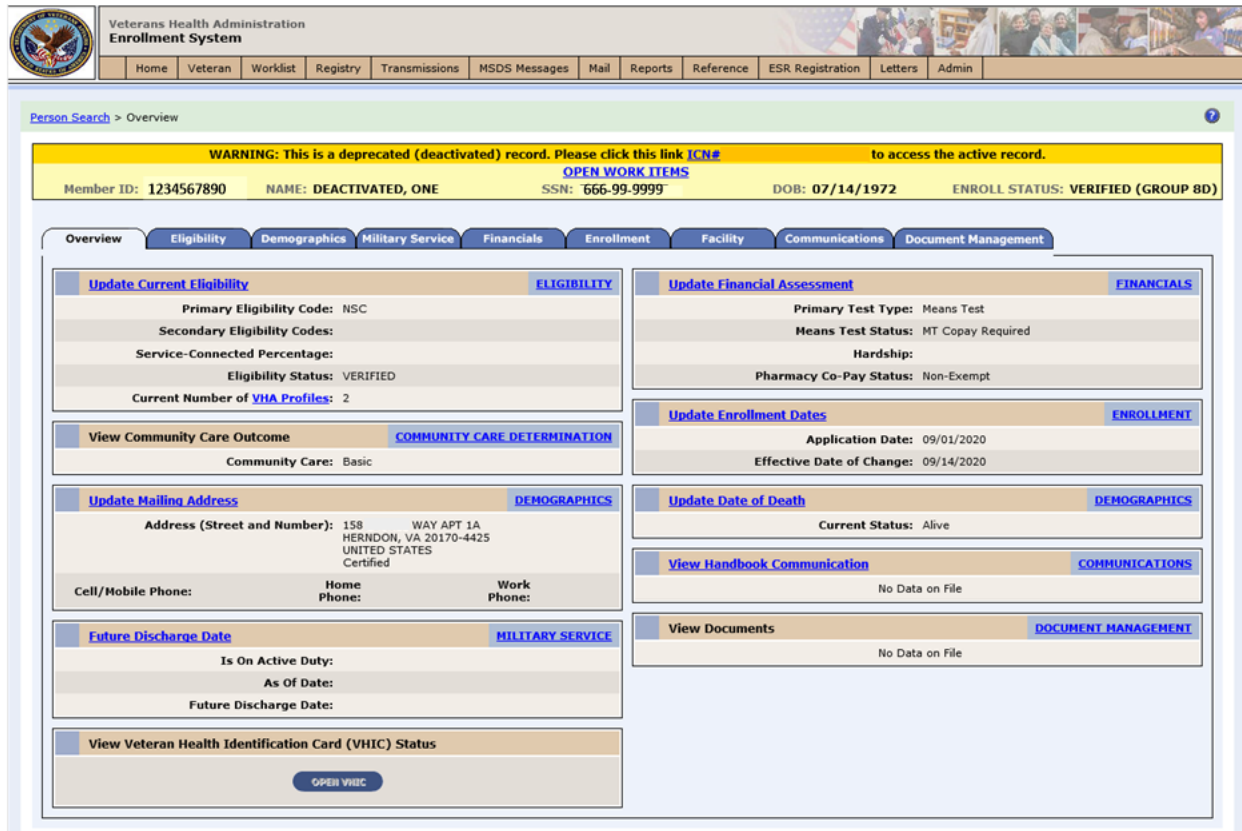 Veterans Health Administration
Enrollment System
Home Veteran Worklist Registry Transmissions MSDS Messages Mail Reports Reference ESR Registration Letters Admin
Person Search > Overview
WARNING: This is a deprecated (deactivated) record. Please click this link ICN# to access the active record.
OPEN WORK ITEMS
Member ID: 1234567890 NAME: DEACTIVATED, ONE SSN: 666-99-9999 DOB: 07/14/1972 ENROLL STATUS: VERIFIED (GROUP 8D)
Overview Eligibility Demographics Military Service Financials Enrollment Facility Communications Document Management
Update Current Eligibility ELIGIBILITY
Primary Eligibility Code: NSC
Secondary Eligibility Codes:
Service-Connected Percentage:
Eligibility Status: VERIFIED
Current Number of VHA Profiles: 2
View Community Care Outcome COMMUNITY CARE DETERMINATION
Community Care: Basic
Update Mailing Address DEMOGRAPHICS
Address (Street and Number): 158 WAY APT 1A
HERNDON, VA 20170-4425
UNITED STATES
Certified
Cell/Mobile Phone: Home Phone: Work Phone:
Future Discharge Date MILITARY SERVICE
Is On Active Duty:
As Of Date:
Future Discharge Date:
View Veteran Health Identification Card (VHIC) Status
OPEN VHIC
Update Financial Assessment FINANCIALS
Primary Test Type: Means Test
Means Test Status: MT Copay Required
Hardship:
Pharmacy Co-Pay Status: Non-Exempt
Update Enrollment Dates ENROLLMENT
Application Date: 09/01/2020
Effective Date of Change: 09/14/2020
Update Date of Death DEMOGRAPHICS
Current Status: Alive
View Handbook Communication COMMUNICATIONS
No Data on File
View Documents DOCUMENT MANAGEMENT
No Data on File